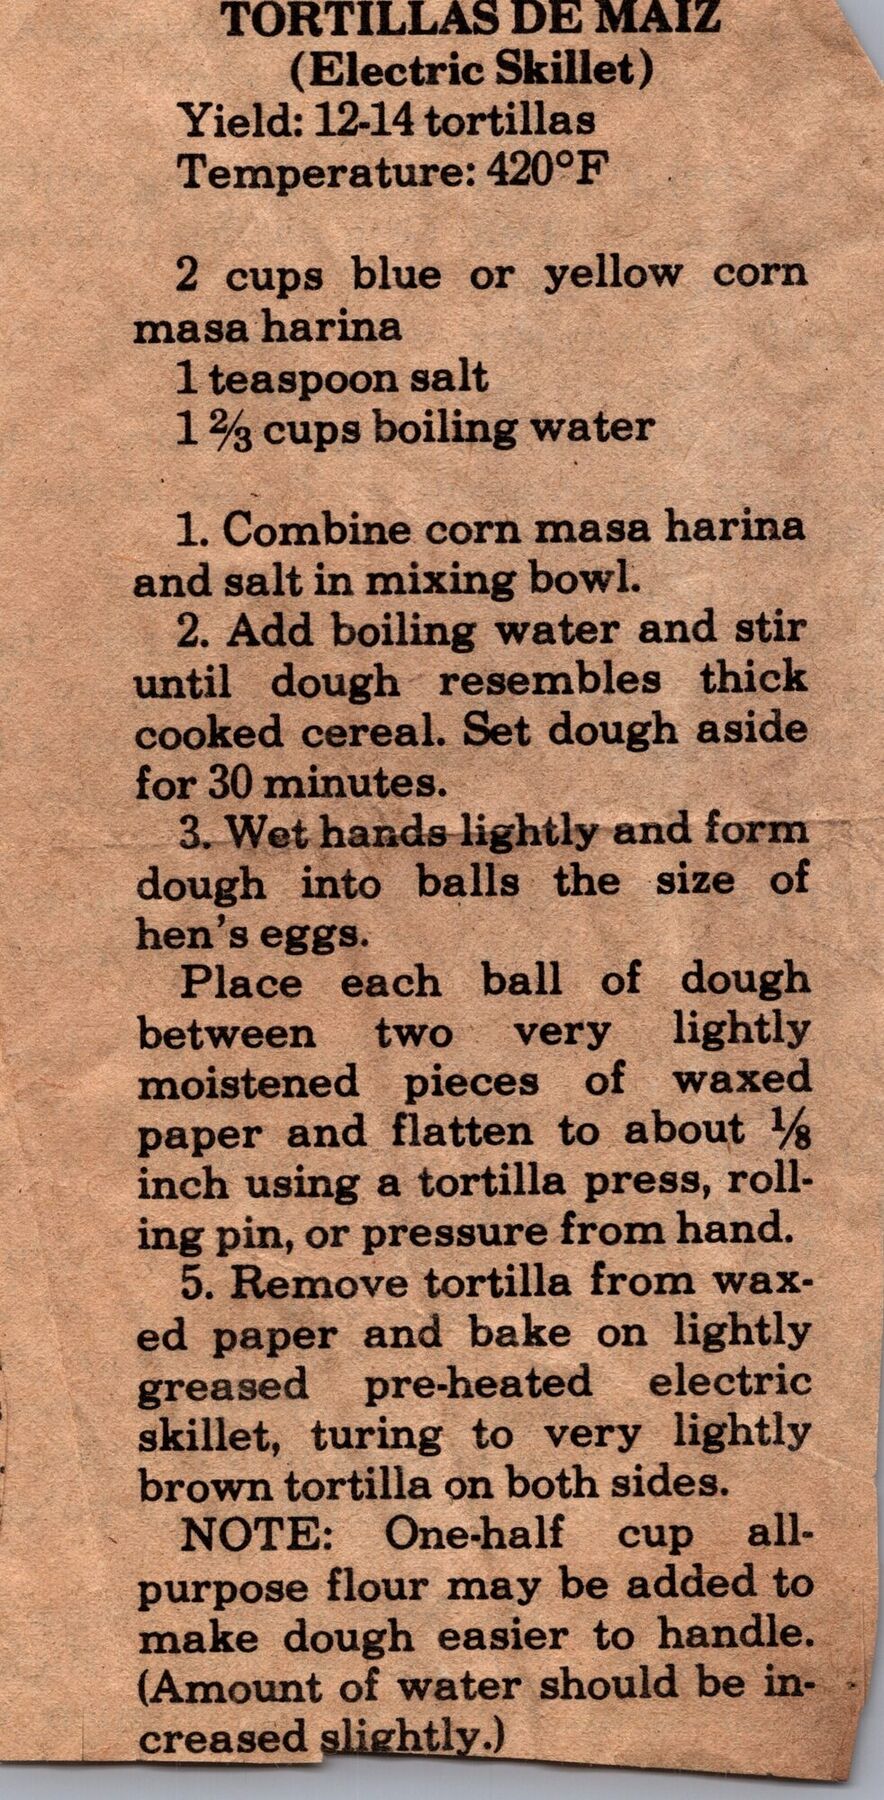 TORTILLAS DE MAIZ
(Electric Skillet)
Yield: 12-14 tortillas
Temperature: 420°F
2 cups blue or yellow corn
masa harina
1 teaspoon salt
1 ⅔ cups boiling water
1. Combine corn masa harina
and salt in mixing bowl.
2. Add boiling water and stir
until dough resembles thick
cooked cereal. Set dough aside
for 30 minutes.
3. Wet hands lightly and form
dough into balls the size of
hen's eggs.
Place each ball of dough
between two very lightly
moistened pieces of waxed
paper and flatten to about ⅛
inch using a tortilla press, roll-
ing pin, or pressure from hand.
5. Remove tortilla from wax-
ed paper and bake on lightly
greased pre-heated electric
skillet, turing to very lightly
brown tortilla on both sides.
NOTE: One-half cup all-
purpose flour may be added to
make dough easier to handle.
(Amount of water should be in-
creased slightly.)